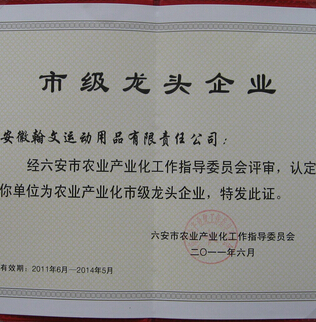 市级龙头企业
安徽翰文运动用品有限责任公司：
经六安市农业产业化工作指导委员会评审，认定
你单位为农业产业化市级龙头企业，特发此证。
六安市农业产业化工作指导委员会
二〇一一年六月
有效期：2011年6月—2014年5月